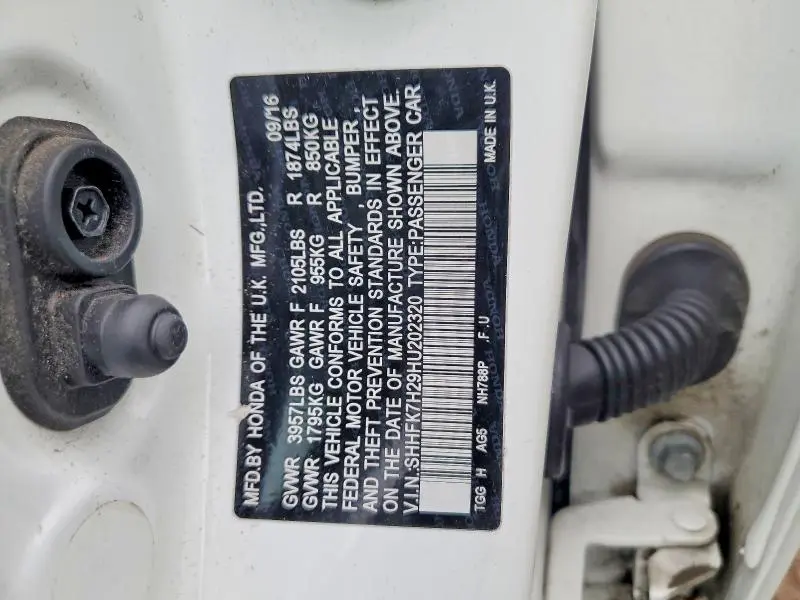 MFD.BY HONDA OF THE U.K. MFG.,LTD. 09/16
GVWR 3957LBS GAWR F 2105LBS R 1874LBS
GVWR 1795KG GAWR F 955KG R 850KG
THIS VEHICLE CONFORMS TO ALL APPLICABLE
FEDERAL MOTOR VEHICLE SAFETY , BUMPER ,
AND THEFT PREVENTION STANDARDS IN EFFECT
ON THE DATE OF MANUFACTURE SHOWN ABOVE.
V.I.N.:SHHFK7H29HU202320 TYPE:PASSENGER CAR
TGG H AG5 NH788P .F.U MADE IN U.K.
HONDA